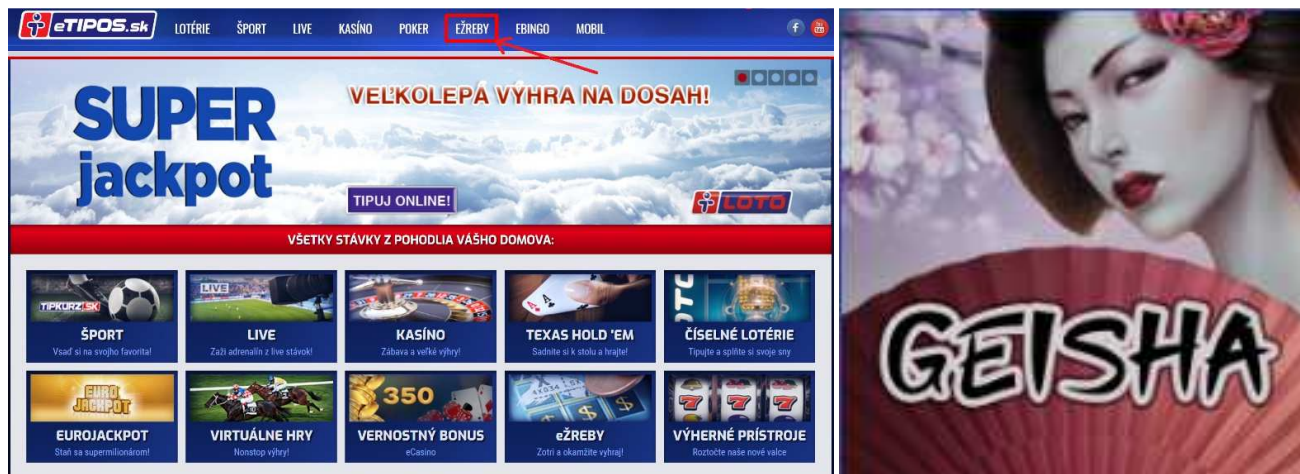 eTIPOS.sk LOTÉRIE ŠPORT LIVE KASÍNO POKER EŽREBY EBINGO MOBIL
SUPER
jackpot
VEĽKOLEPÁ VÝHRA NA DOSAH!
TIPUJ ONLINE!
LOTO
VŠETKY STÁVKY Z POHODLIA VÁŠHO DOMOVA:
TIPKURZ.SK
LIVE
ŠPORT
Vsaď si na svojho favorita!
LIVE
Zaži adrenalín z live stávok!
KASÍNO
Zábava a veľké výhry!
TEXAS HOLD 'EM
Sadnite si k stolu a hrajte!
ČÍSELNÉ LOTÉRIE
Tipujte a splňte si svoje sny
EURO
JACKPOT
EUROJACKPOT
Staň sa supermilionárom!
VIRTUÁLNE HRY
Nonstop výhry!
350
VERNOSTNÝ BONUS
eCasino
eŽREBY
Zotri a okamžite vyhraj!
7 7 7
VÝHERNÉ PRÍSTROJE
Roztočte naše nové valce
GEISHA